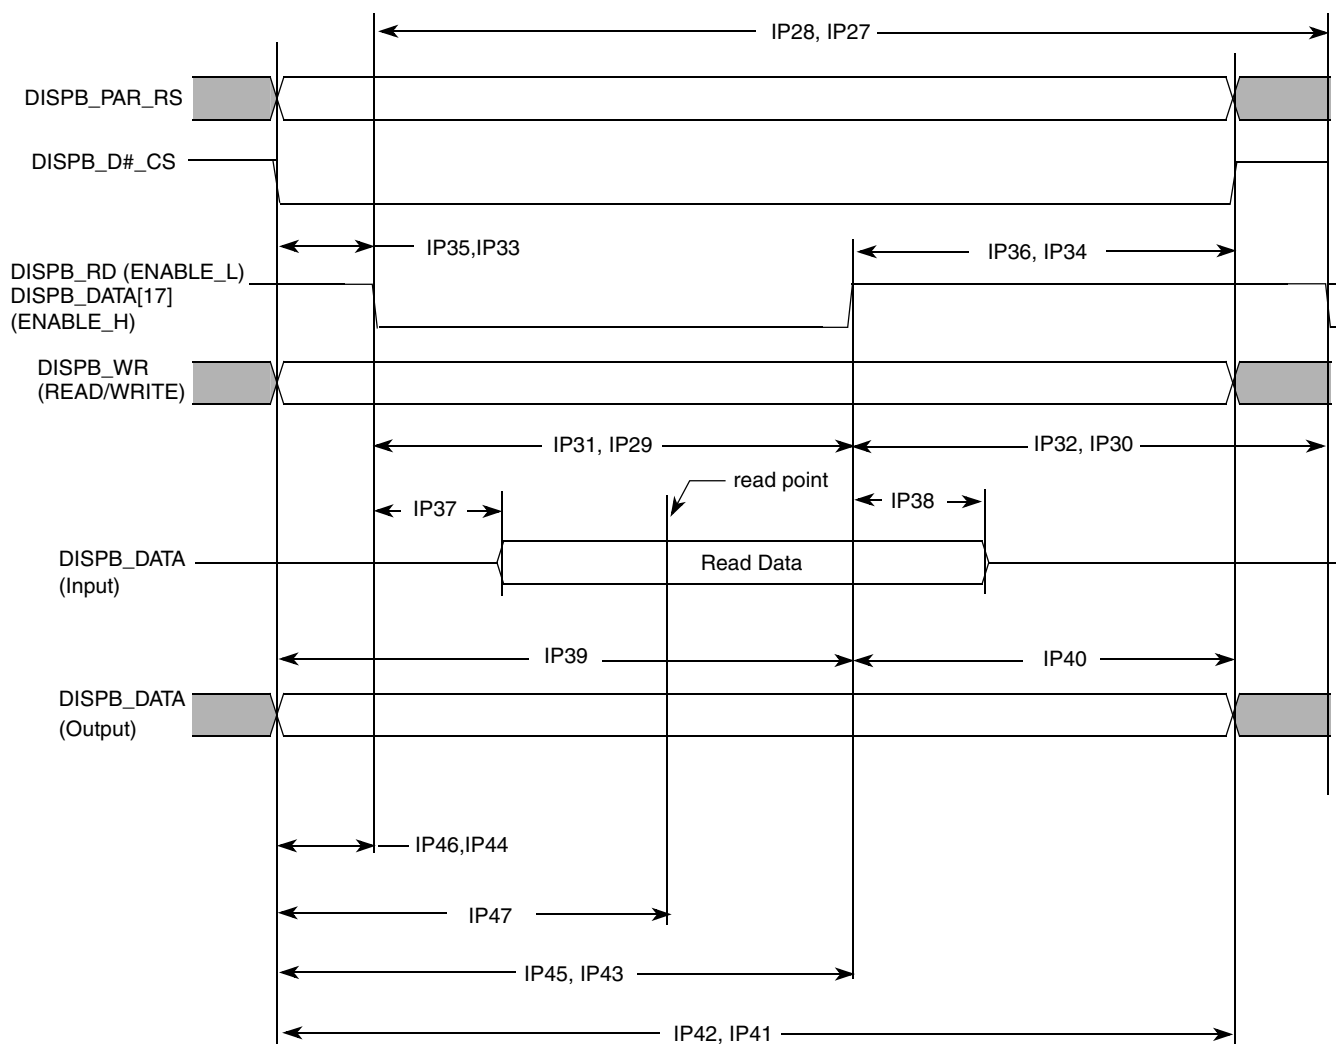 IP28, IP27
DISPB_PAR_RS
DISPB_D#_CS
IP35,IP33
IP36, IP34
DISPB_RD (ENABLE_L)
DISPB_DATA[17]
(ENABLE_H)
DISPB_WR
(READ/WRITE)
IP31, IP29
IP32, IP30
read point
IP37
IP38
DISPB_DATA
(Input)
Read Data
IP39
IP40
DISPB_DATA
(Output)
IP46,IP44
IP47
IP45, IP43
IP42, IP41